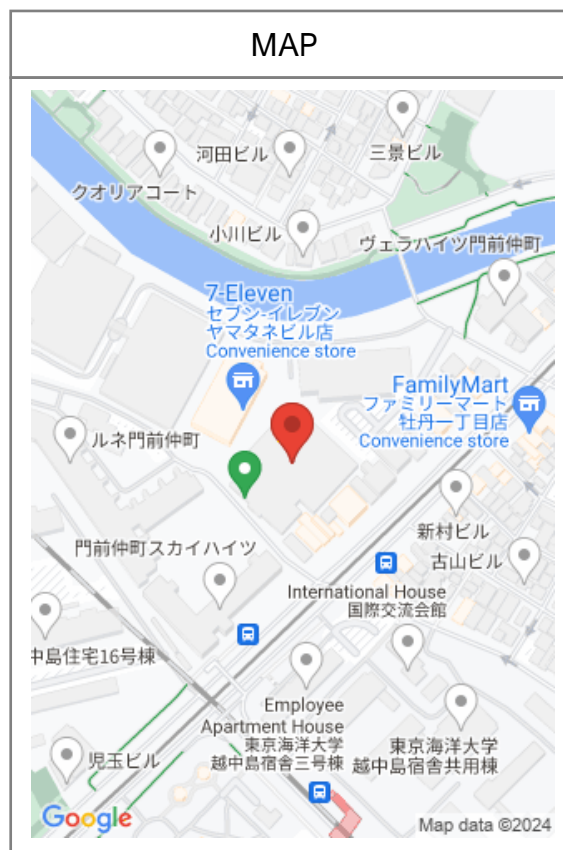 MAP
三景ビル
河田ビル
クオリアコート
小川ビル
ヴェラハイツ門前仲町
7-Eleven
セブン-イレブン
ヤマタネビル店
Convenience store
FamilyMart
ファミリーマート
牡丹一丁目店
Convenience store
ルネ門前仲町
新村ビル
門前仲町スカイハイツ
古山ビル
International House
国際交流会館
中島住宅16号棟
Employee
Apartment House
東京海洋大学
越中島宿舎三号棟
東京海洋大学
越中島宿舎共用棟
児玉ビル
Google
Map data ©2024